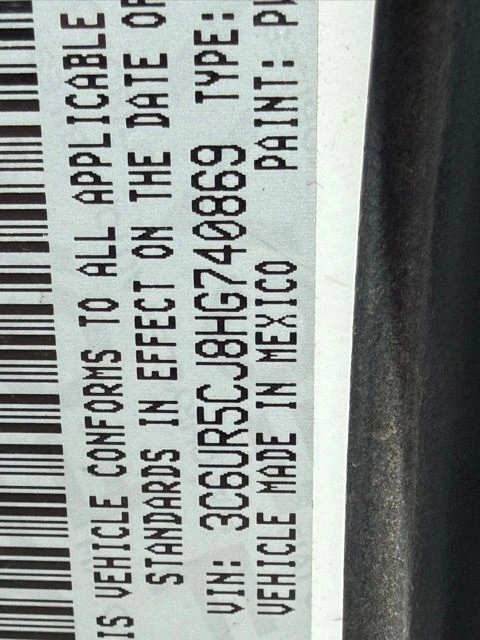 IS VEHICLE CONFORMS TO ALL APPLICABLE
STANDARDS IN EFFECT ON THE DATE OF
VIN: 3C6UR5CJ8HG740869 TYPE:
VEHICLE MADE IN MEXICO PAINT: